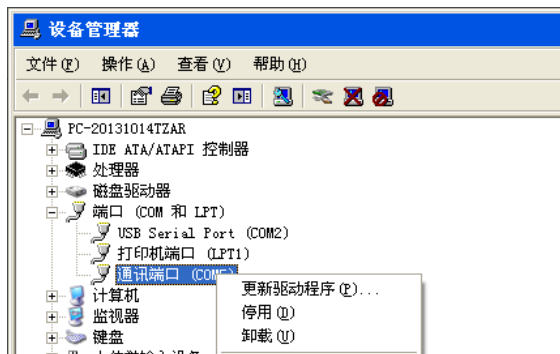 设备管理器
文件(F) 操作(A) 查看(V) 帮助(H)
PC-20131014TZAR
IDE ATA/ATAPI 控制器
处理器
磁盘驱动器
端口 (COM 和 LPT)
USB Serial Port (COM2)
打印机端口 (LPT1)
通讯端口
更新驱动程序(P)...
计算机
停用(D)
监视器
卸载(U)
键盘